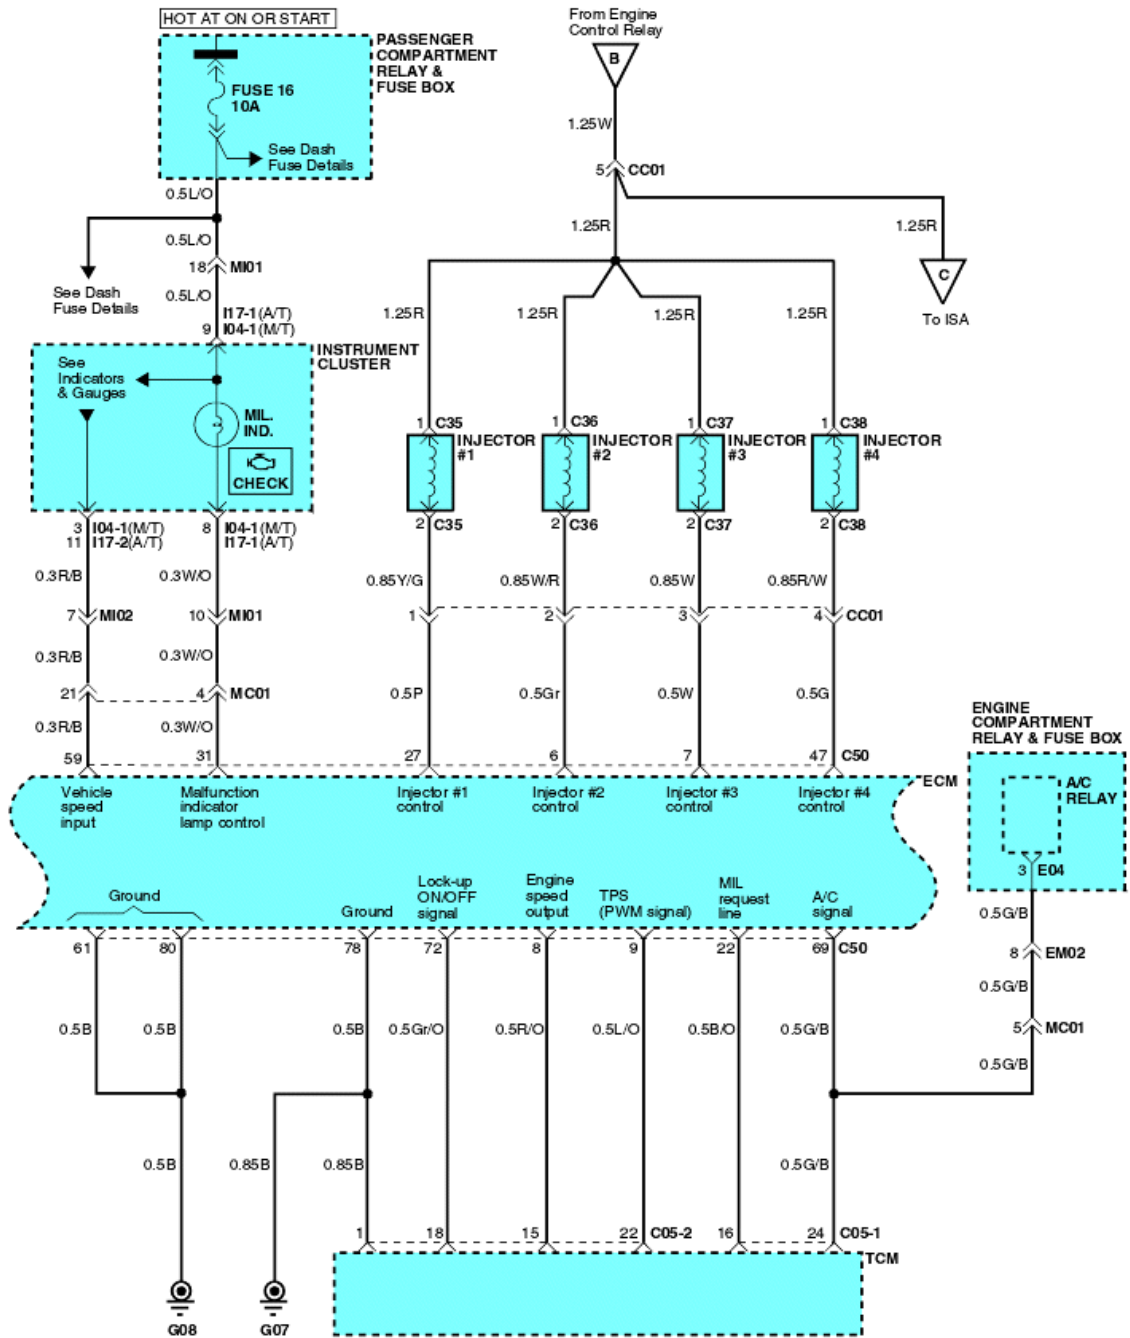 HOT AT ON OR START
PASSENGER
COMPARTMENT
RELAY &
FUSE BOX
FUSE 16
10A
See Dash
Fuse Details
From Engine
Control Relay
B
1.25W
5 CC01
1.25R
1.25R
C
To ISA
0.5L/O
0.5L/O
18 MI01
See Dash
Fuse Details
0.5L/O
I17-1(A/T)
9 I04-1(M/T)
1.25R
1.25R
1.25R
1.25R
INSTRUMENT
CLUSTER
See
Indicators
& Gauges
MIL.
IND.
CHECK
1 C35
1 C36
1 C37
1 C38
INJECTOR
#1
INJECTOR
#2
INJECTOR
#3
INJECTOR
#4
3 I04-1(M/T)
11 I17-2(A/T)
8 I04-1(M/T)
I17-1(A/T)
2 C35
2 C36
2 C37
2 C38
0.3R/B
0.3W/O
0.85Y/G
0.85W/R
0.85W
0.85R/W
7 MI02
10 MI01
1
2
3
4 CC01
0.3R/B
0.3W/O
21
4 MC01
0.5P
0.5Gr
0.5W
0.5G
0.3R/B
0.3W/O
59
31
27
6
7
47 C50
ECM
Vehicle
speed
input
Malfunction
indicator
lamp control
Injector #1
control
Injector #2
control
Injector #3
control
Injector #4
control
ENGINE
COMPARTMENT
RELAY & FUSE BOX
A/C
RELAY
3 E04
Ground
Ground
Lock-up
ON/OFF
signal
Engine
speed
output
TPS
(PWM signal)
MIL
request
line
A/C
signal
61
80
78
72
8
9
22
69 C50
0.5G/B
8 EM02
0.5G/B
5 MC01
0.5G/B
0.5B
0.5B
0.5B
0.5Gr/O
0.5R/O
0.5L/O
0.5B/O
0.5G/B
0.5B
0.85B
0.85B
0.5G/B
1
18
15
22 C05-2
16
24 C05-1
TCM
G08
G07